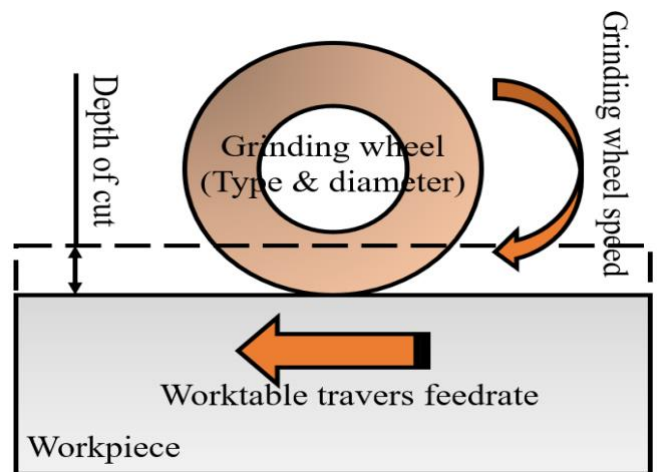 Depth of cut
Grinding wheel
(Type & diameter)
Grinding wheel speed
Worktable travers feedrate
Workpiece